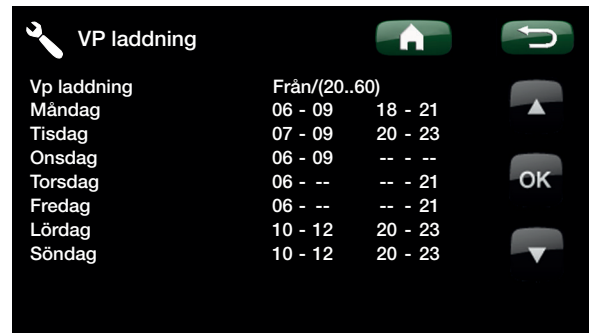 VP laddning
Vp laddning Från/(20..60)
Måndag 06 - 09 18 - 21
Tisdag 07 - 09 20 - 23
Onsdag 06 - 09 -- - --
Torsdag 06 - -- -- - 21
Fredag 06 - -- -- - 21
Lördag 10 - 12 20 - 23
Söndag 10 - 12 20 - 23
OK